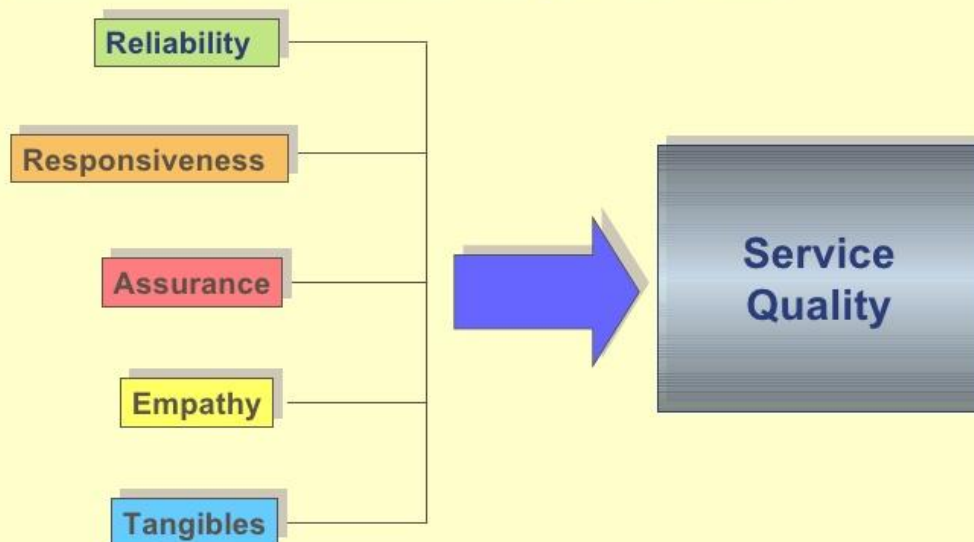 Reliability
Responsiveness
Assurance
Empathy
Tangibles
Service
Quality